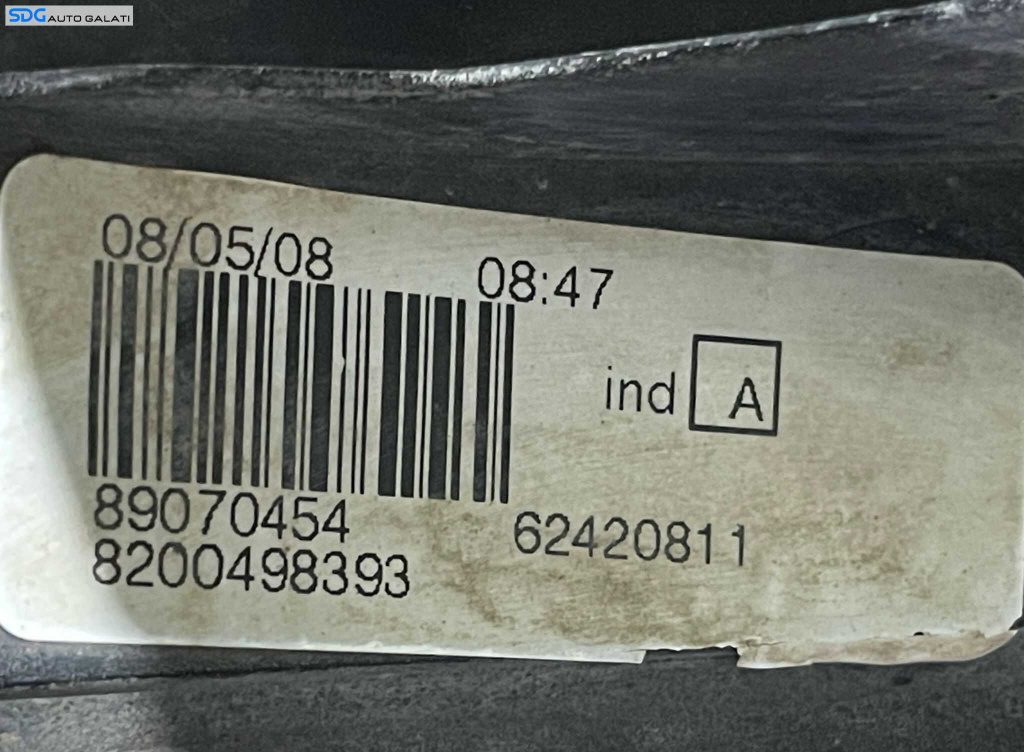 SDG AUTO GALATI
08/05/08 08:47
ind A
89070454 62420811
8200498393